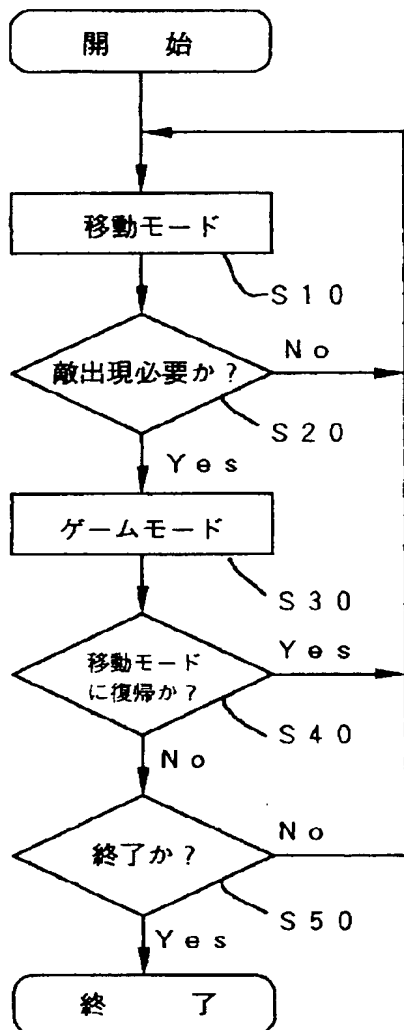 開 始
移動モード
S10
敵出現必要か?
No
S20
Yes
ゲームモード
S30
移動モード
に復帰か?
Yes
S40
No
終了か?
No
S50
Yes
終 了